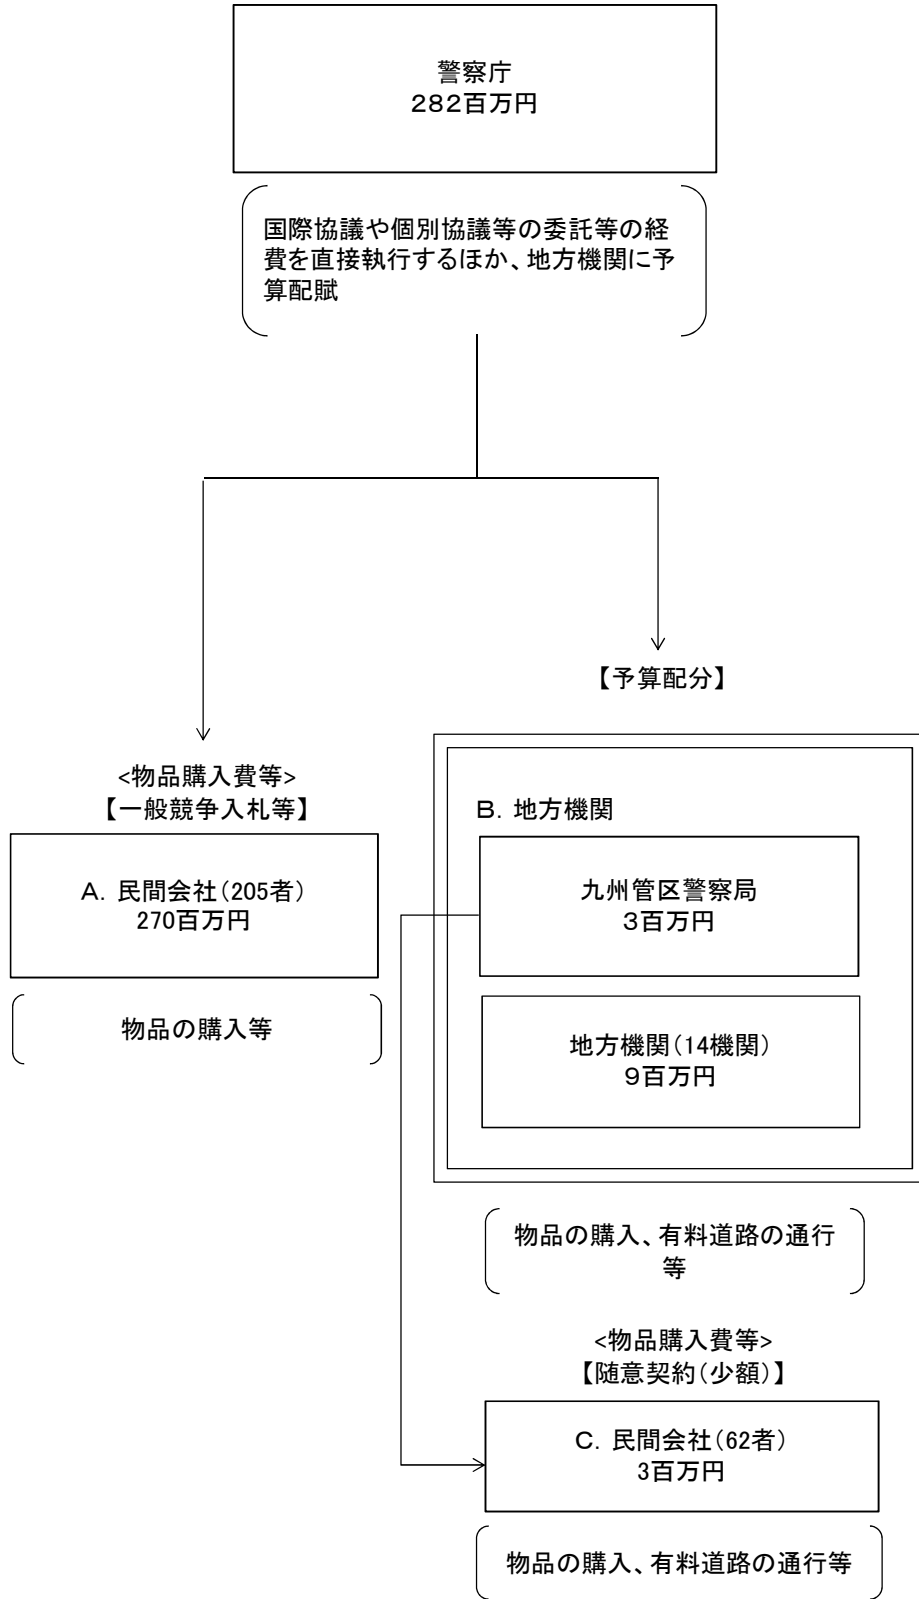 警察庁
282百万円
国際協議や個別協議等の委託等の経
費を直接執行するほか、地方機関に予
算配賦
【予算配分】
<物品購入費等>
【一般競争入札等】
A．民間会社(205者)
270百万円
物品の購入等
B．地方機関
九州管区警察局
3百万円
地方機関(14機関)
9百万円
物品の購入、有料道路の通行
等
<物品購入費等>
【随意契約(少額)】
C．民間会社(62者)
3百万円
物品の購入、有料道路の通行等